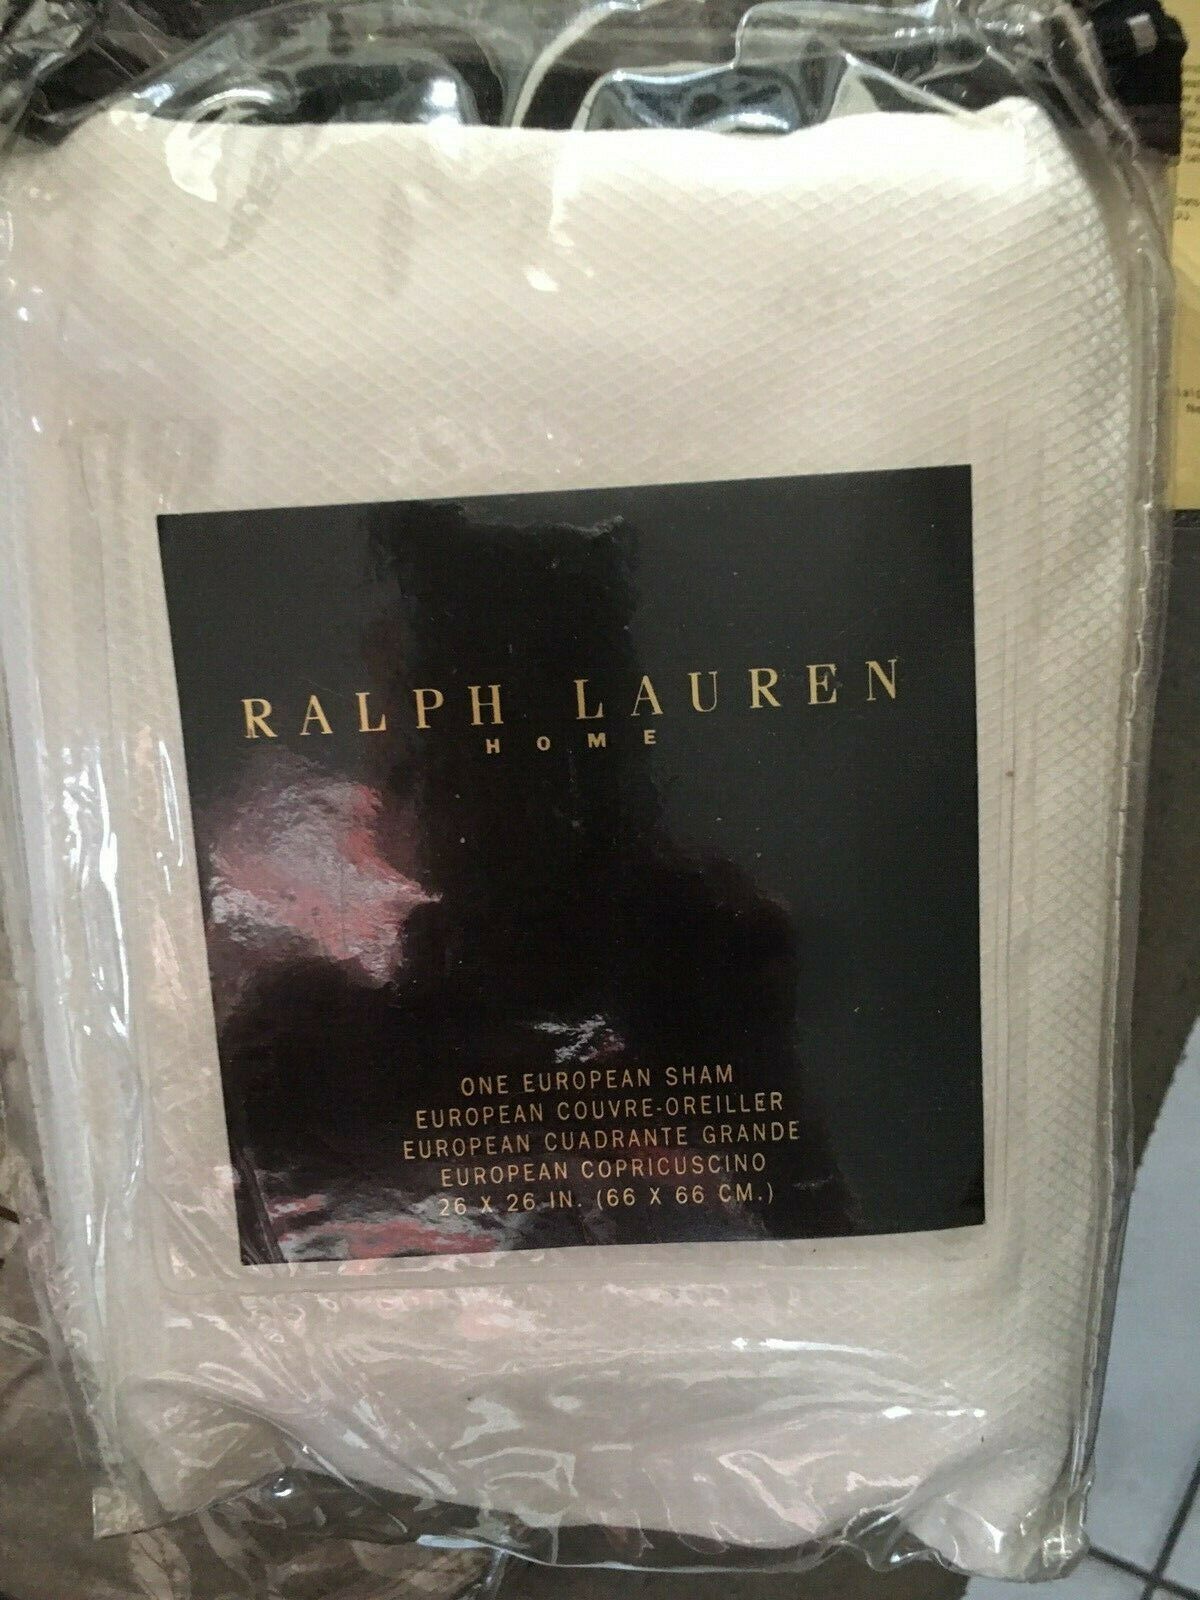 RALPH LAUREN
HOME
ONE EUROPEAN SHAM
EUROPEAN COUVRE-OREILLER
EUROPEAN CUADRANTE GRANDE
EUROPEAN COPRICUSCINO
26 X 26 IN. (66 X 66 CM.)